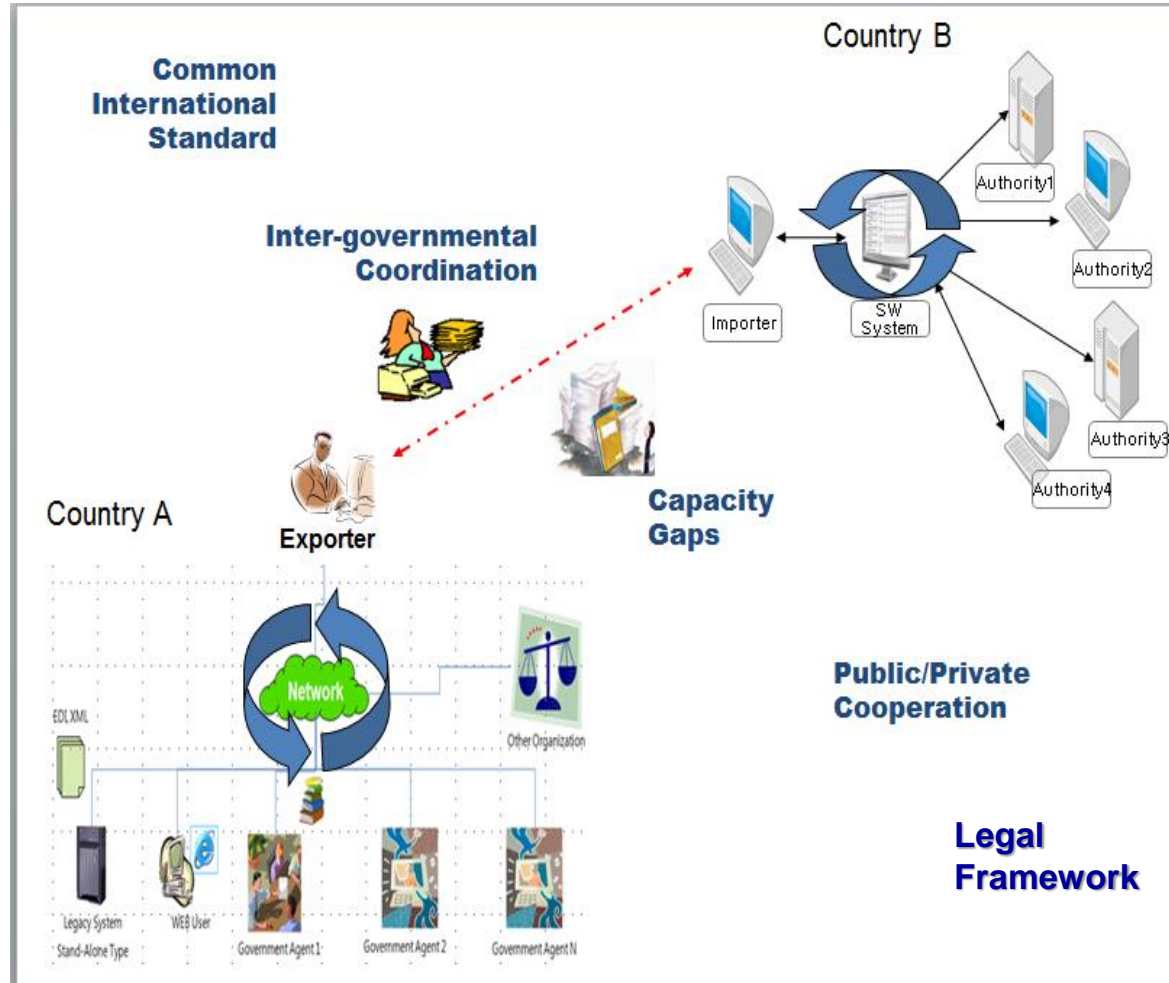 Country B
Common
International
Standard
Authority1
Inter-governmental
Coordination
Authority2
Importer
SW
System
Authority3
Authority4
Capacity
Gaps
Country A
Exporter
Network
EDI, XML
Other Organization
Public/Private
Cooperation
Legal
Framework
Legacy System
Stand-Alone Type
WEB User
Government Agent 1
Government Agent 2
Government Agent N